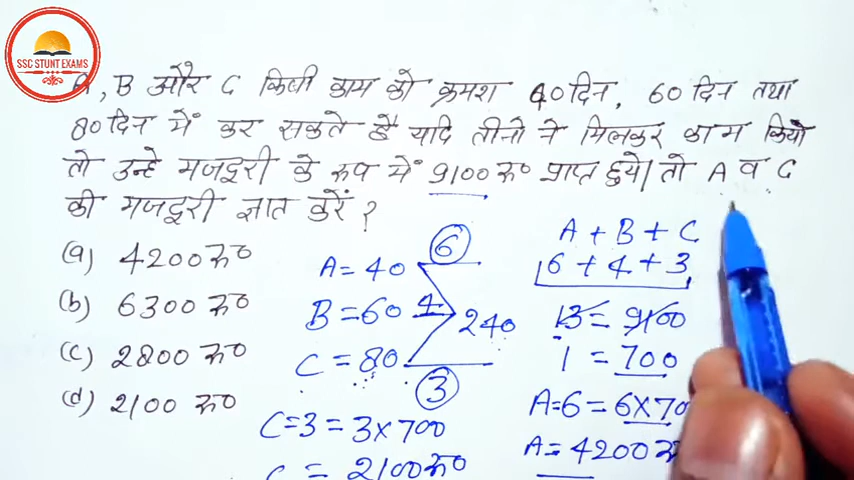 SSC STUNT EXAMS
A, B और C किसी काम को क्रमश 40 दिन, 60 दिन तथा
80 दिन में कर सकते है यदि तीनो ने मिलकर काम किया
तो उन्हे मजदूरी के रुप में 9100 रू० प्राप्त हुये। तो A व C
की मजदूरी ज्ञात करें ?
(a) 4200 रू०
(b) 6300 रू०
(c) 2800 रू०
(d) 2100 रू०
A = 40 6
B = 60 4 240
C = 80 3
C=3 = 3×700
C = 2100 रू०
A + B + C
6 + 4 + 3
13 = 9100
1 = 700
A=6 = 6×70
A = 4200